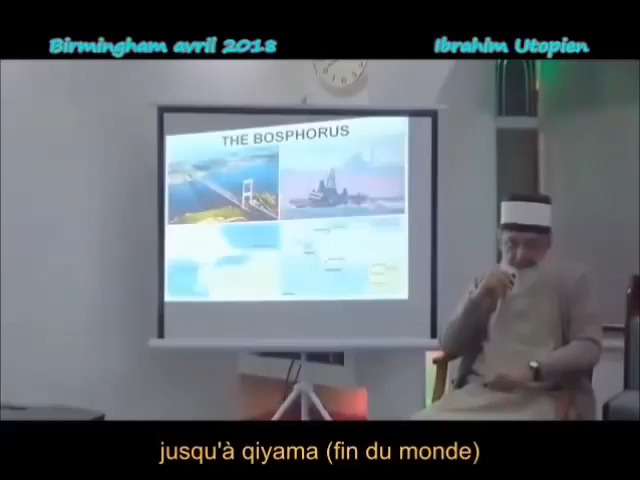 Birmingham avril 2018
Ibrahim Utopien
THE BOSPHORUS
jusqu'à qiyama (fin du monde)